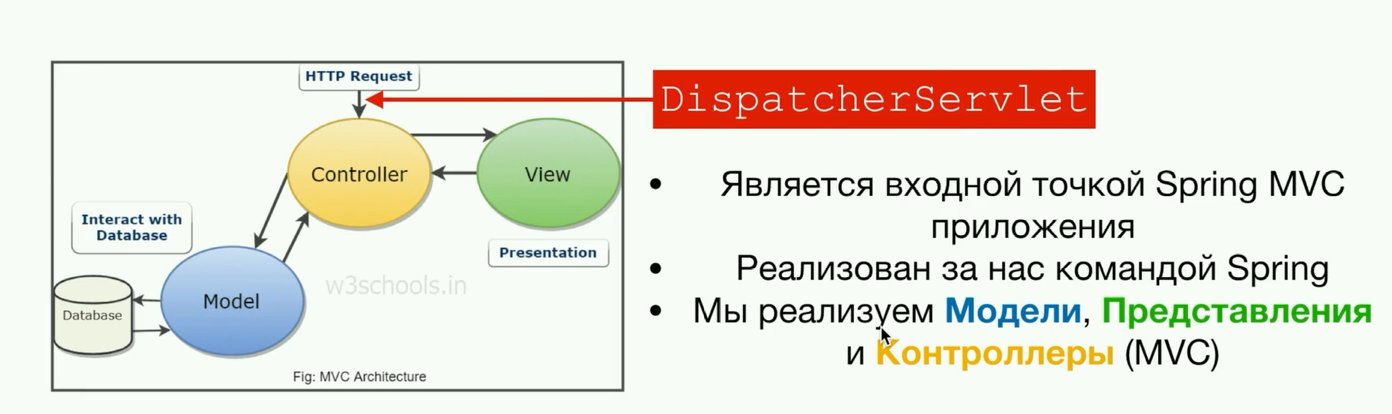 HTTP Request
DispatcherServlet
Controller
View
Interact with
Database
Presentation
Model
Database
w3schools.in
Fig: MVC Architecture
• Является входной точкой Spring MVC
приложения
• Реализован за нас командой Spring
• Мы реализуем Модели, Представления
и Контроллеры (MVC)